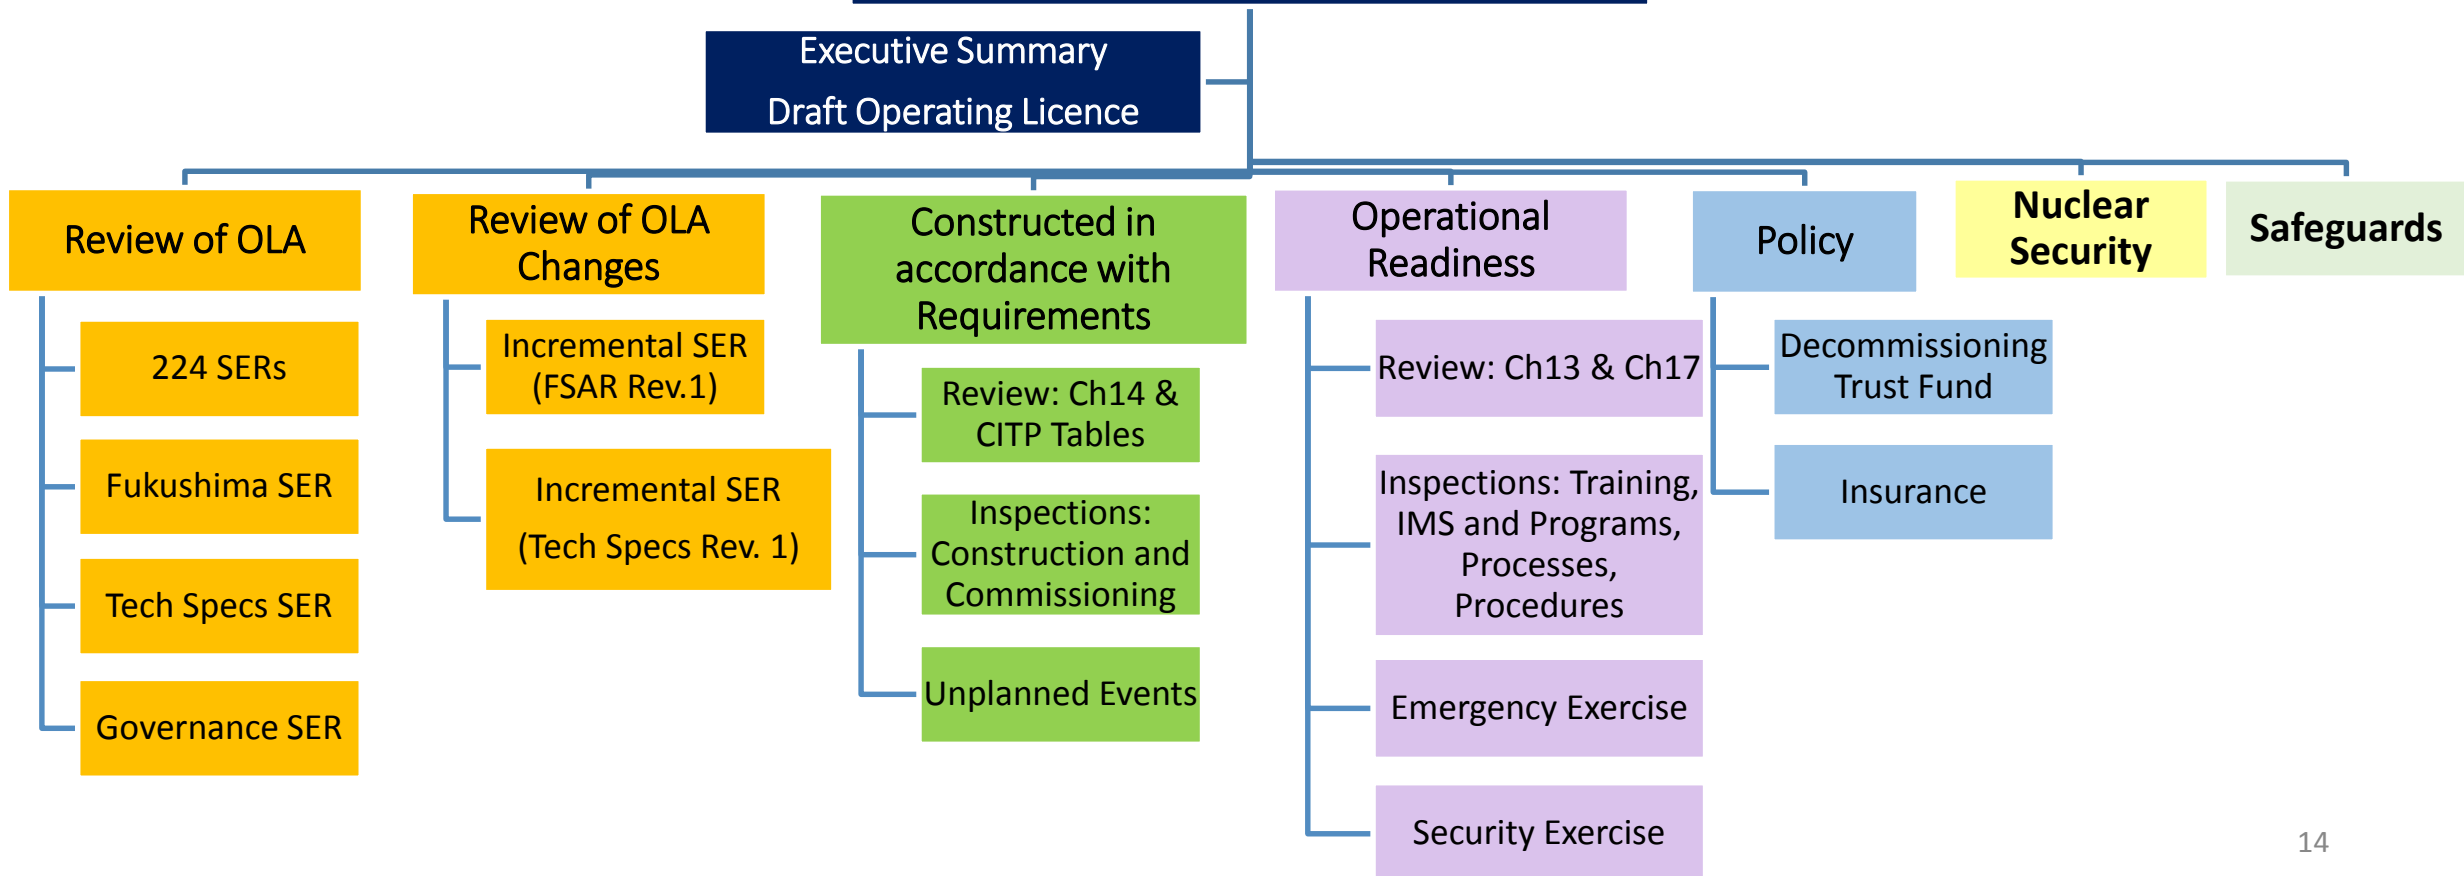 Executive Summary
Draft Operating Licence
Review of OLA
224 SERs
Fukushima SER
Tech Specs SER
Governance SER
Review of OLA
Changes
Incremental SER
(FSAR Rev.1)
Incremental SER
(Tech Specs Rev. 1)
Constructed in
accordance with
Requirements
Review: Ch14 &
CITP Tables
Inspections:
Construction and
Commissioning
Unplanned Events
Operational
Readiness
Review: Ch13 & Ch17
Inspections: Training,
IMS and Programs,
Processes,
Procedures
Emergency Exercise
Security Exercise
Policy
Decommissioning
Trust Fund
Insurance
Nuclear
Security
Safeguards
14